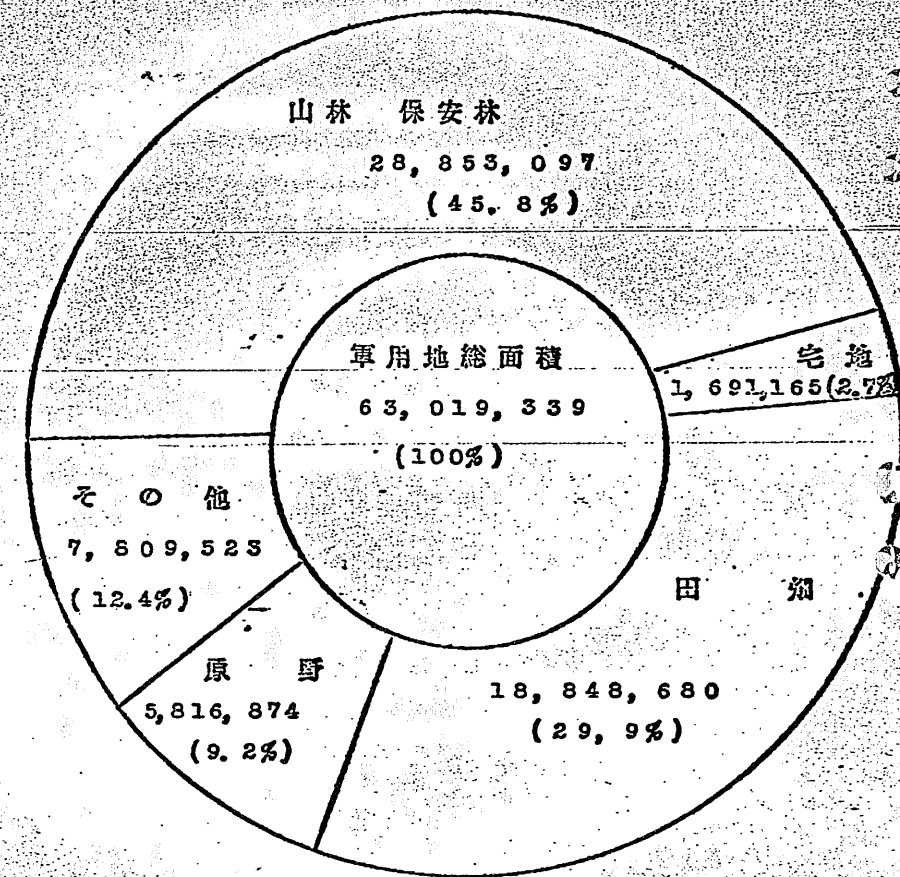 山林 保安林
28,853,097
(45.8%)
軍用地総面積
63,019,339
(100%)
宅地
1,691,165(2.7%
その他
7,809,523
(12.4%)
田畑
18,848,680
(29,9%)
原野
5,816,874
(9.2%)